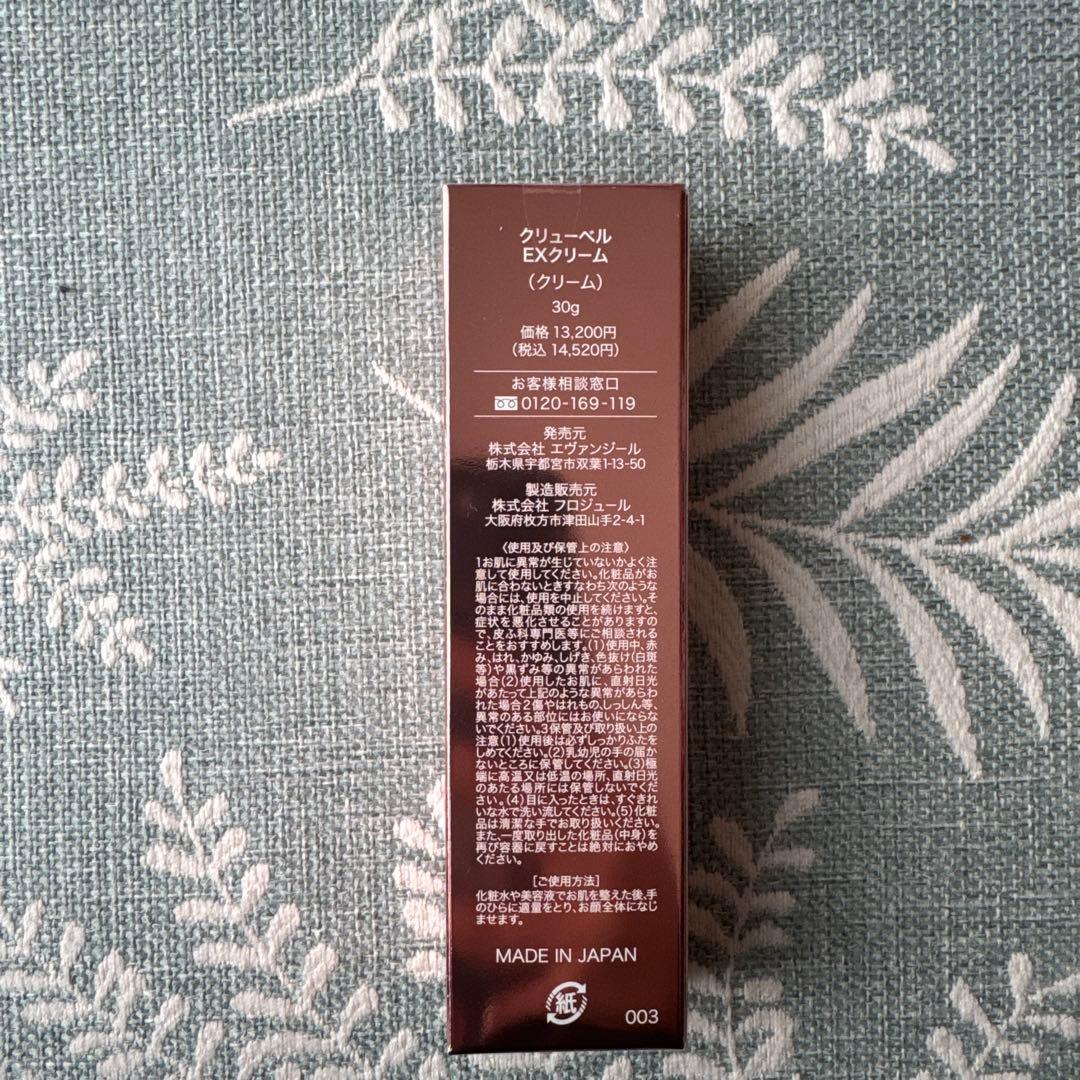 クリューベル
EXクリーム
（クリーム）
30g
価格 13,200円
（税込 14,520円）
お客様相談窓口
0120-169-119
発売元
株式会社 エヴァンジール
栃木県宇都宮市双葉1-13-50
製造販売元
株式会社 フロジュール
大阪府枚方市津田山手2-4-1
〈使用及び保管上の注意〉
1お肌に異常が生じていないかよく注
意して使用してください。化粧品がお
肌に合わないときすなわち次のような
場合には、使用を中止してください。そ
のまま化粧品類の使用を続けますと、
症状を悪化させることがありますの
で、皮ふ科専門医等にご相談される
ことをおすすめします。(1)使用中、赤
み、はれ、かゆみ、しげき、色抜け(白斑
等)や黒ずみ等の異常があらわれた
場合(2)使用したお肌に、直射日光
があたって上記のような異常があらわ
れた場合2傷やはれもの、しっしん等、
異常のある部位にはお使いにならな
いでください。3保管及び取り扱い上の
注意(1)使用後は必ずしっかりふたを
しめてください。(2)乳幼児の手の届か
ないところに保管してください。(3)極
端に高温又は低温の場所、直射日光
のあたる場所には保管しないでくだ
さい。(4)目に入ったときは、すぐきれ
いな水で洗い流してください。(5)化粧
品は清潔な手でお取り扱いください。
また、一度取り出した化粧品(中身)を
再び容器に戻すことは絶対におやめ
ください。
［ご使用方法］
化粧水や美容液でお肌を整えた後、手
のひらに適量をとり、お顔全体になじ
ませます。
MADE IN JAPAN
紙
003